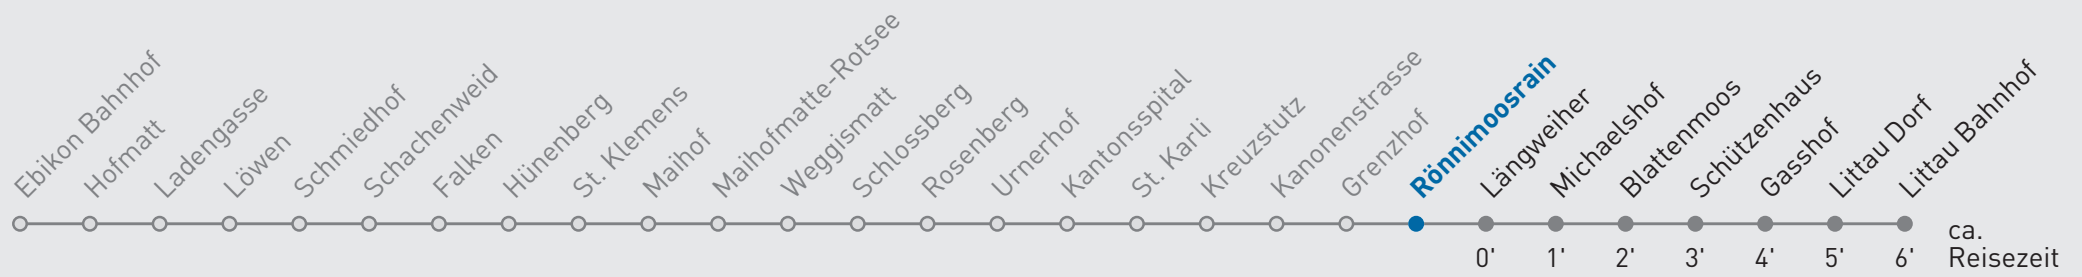 Ebikon Bahnhof
Hofmatt
Ladengasse
Löwen
Schmiedhof
Schachenweid
Falken
Hünenberg
St. Klemens
Maihof
Maihofmatte-Rotsee
Weggismatt
Schlossberg
Rosenberg
Urnerhof
Kantonsspital
St. Karli
Kreuzstutz
Kanonenstrasse
Grenzhof
Rönnimoosrain
Längweiher
Michaelshof
Blattenmoos
Schützenhaus
Gasshof
Littau Dorf
Littau Bahnhof
0' 1' 2' 3' 4' 5' 6'
ca.
Reisezeit